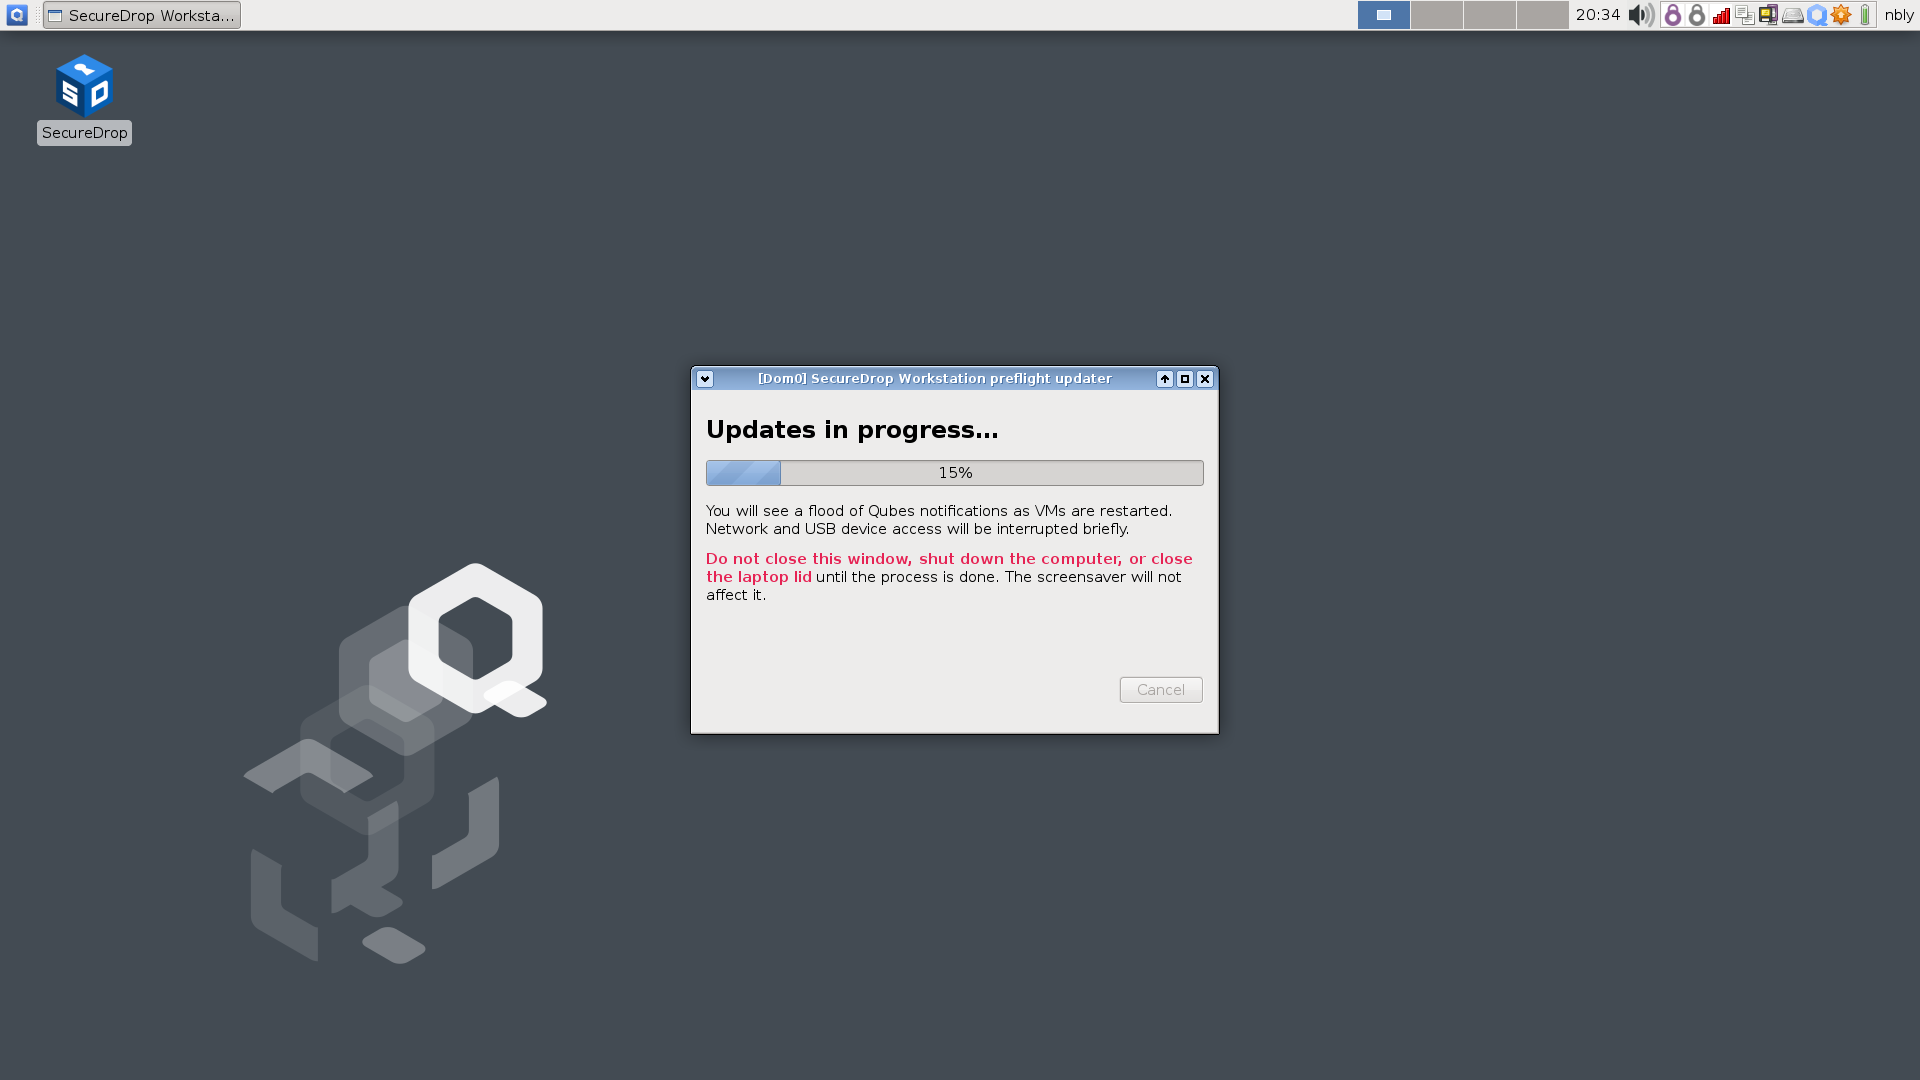 SecureDrop Worksta...
20:34
nbly
SD
SecureDrop
[Dom0] SecureDrop Workstation preflight updater
Updates in progress...
15%
You will see a flood of Qubes notifications as VMs are restarted.
Network and USB device access will be interrupted briefly.
Do not close this window, shut down the computer, or close
the laptop lid until the process is done. The screensaver will not
affect it.
Cancel